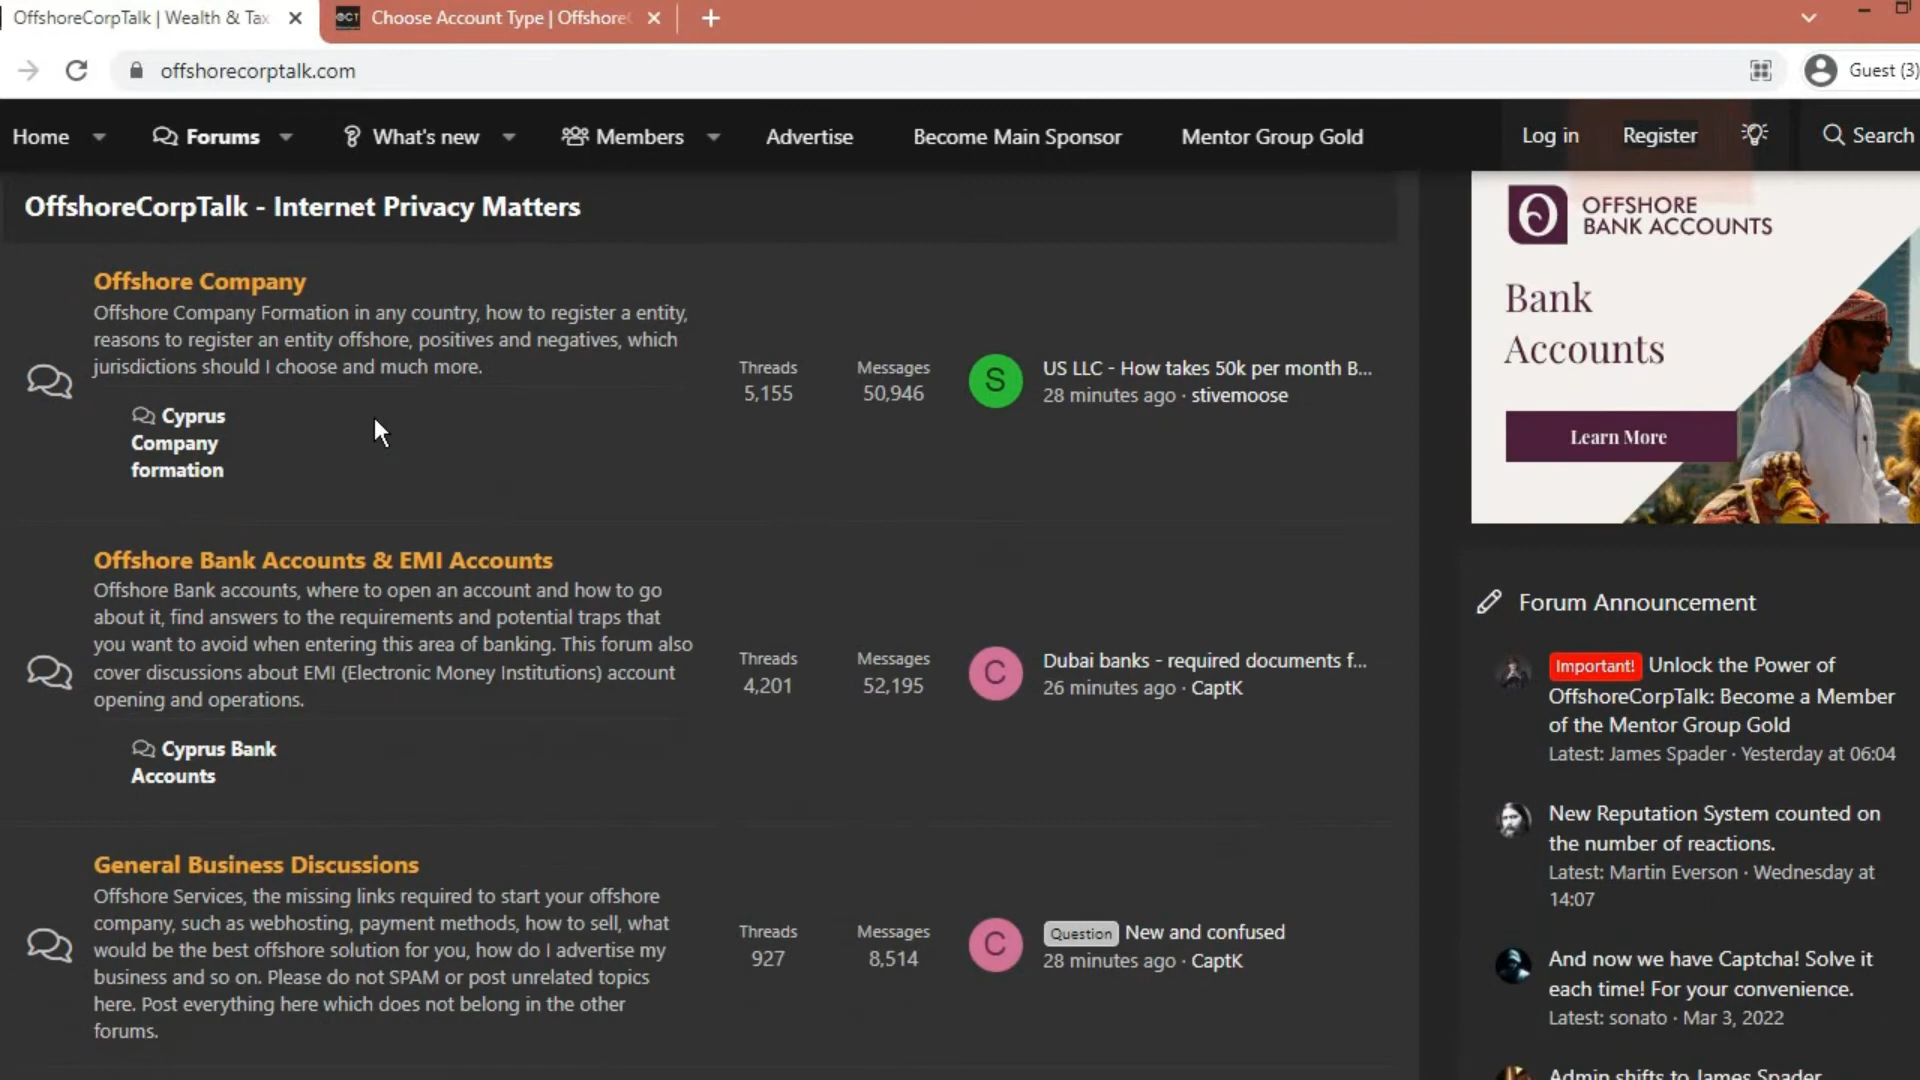 OffshoreCorpTalk | Wealth & Tax
OCT Choose Account Type | Offshore
offshorecorptalk.com
Guest (3)
Home
Forums
What's new
Members
Advertise
Become Main Sponsor
Mentor Group Gold
Log in
Register
Search
OffshoreCorpTalk - Internet Privacy Matters
Offshore Company
Offshore Company Formation in any country, how to register a entity,
reasons to register an entity offshore, positives and negatives, which
jurisdictions should I choose and much more.
Cyprus
Company
formation
Threads
5,155
Messages
50,946
S
US LLC - How takes 50k per month B...
28 minutes ago · stivemoose
Offshore Bank Accounts & EMI Accounts
Offshore Bank accounts, where to open an account and how to go
about it, find answers to the requirements and potential traps that
you want to avoid when entering this area of banking. This forum also
cover discussions about EMI (Electronic Money Institutions) account
opening and operations.
Cyprus Bank
Accounts
Threads
4,201
Messages
52,195
C
Dubai banks - required documents f...
26 minutes ago · CaptK
General Business Discussions
Offshore Services, the missing links required to start your offshore
company, such as webhosting, payment methods, how to sell, what
would be the best offshore solution for you, how do I advertise my
business and so on. Please do not SPAM or post unrelated topics
here. Post everything here which does not belong in the other
forums.
Threads
927
Messages
8,514
C
Question New and confused
28 minutes ago · CaptK
OFFSHORE
BANK ACCOUNTS
Bank
Accounts
Learn More
Forum Announcement
Important! Unlock the Power of
OffshoreCorpTalk: Become a Member
of the Mentor Group Gold
Latest: James Spader · Yesterday at 06:04
New Reputation System counted on
the number of reactions.
Latest: Martin Everson · Wednesday at
14:07
And now we have Captcha! Solve it
each time! For your convenience.
Latest: sonato · Mar 3, 2022
Admin shifts to James Spader